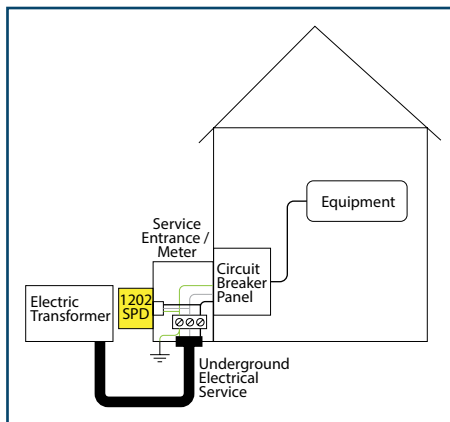 Equipment
Service
Entrance /
Meter
Circuit
Breaker
Panel
1202
SPD
Electric
Transformer
Underground
Electrical
Service